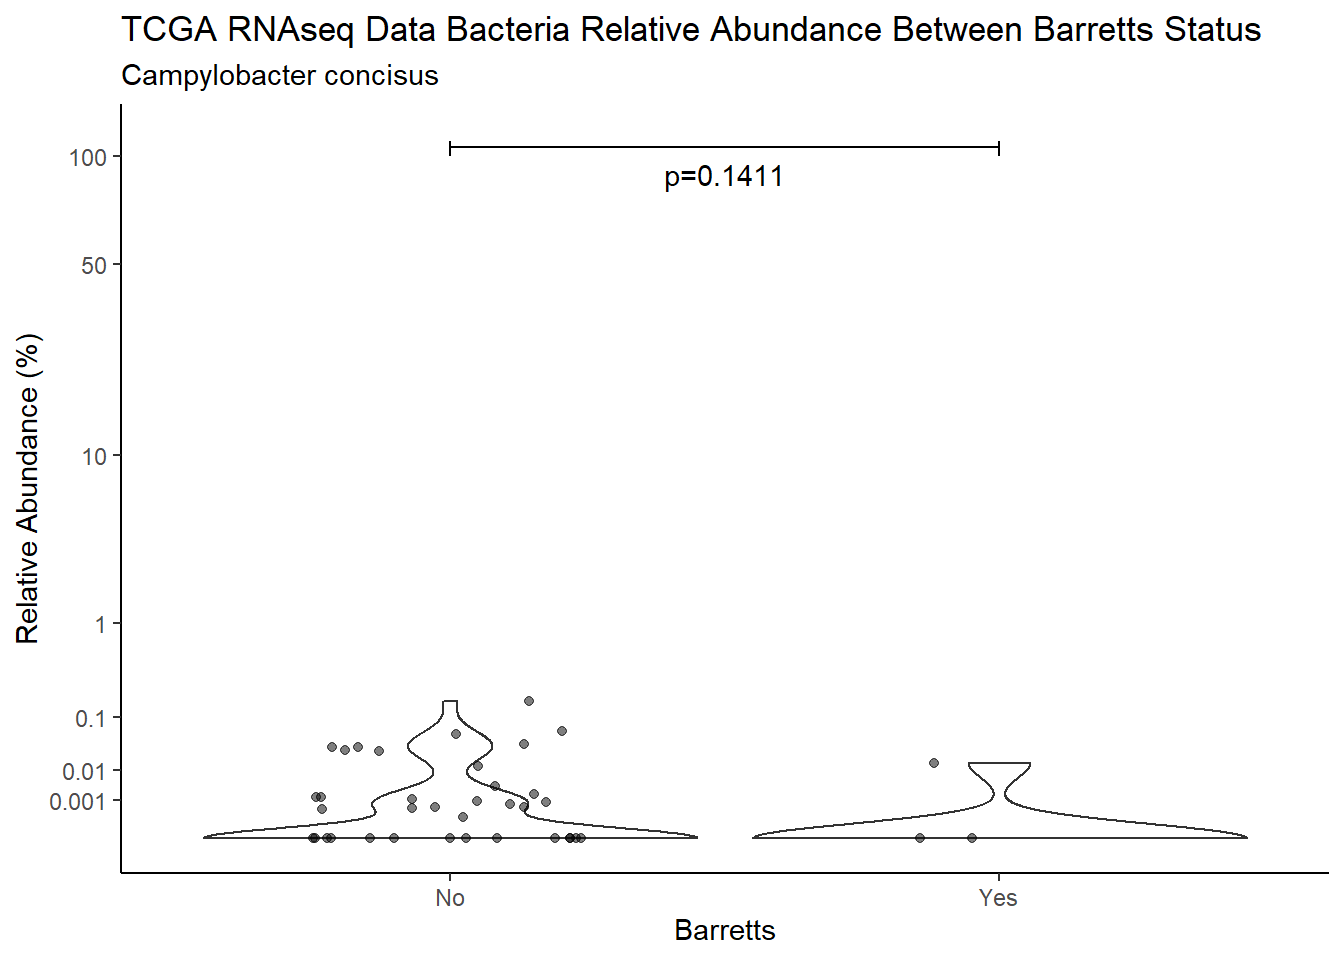 TCGA RNAseq Data Bacteria Relative Abundance Between Barretts Status
Campylobacter concisus
100
p=0.1411
50
10
1
0.1
0.01
0.001
Relative Abundance (%)
No
Yes
Barretts